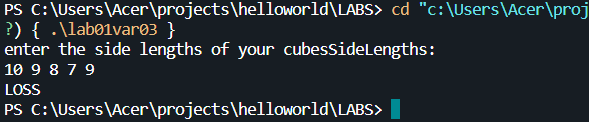 PS C:\Users\Acer\projects\helloworld\LABS> cd "c:\Users\Acer\proj
?) { .\lab01var03 }
enter the side lengths of your cubesSideLengths:
10 9 8 7 9
LOSS
PS C:\Users\Acer\projects\helloworld\LABS>